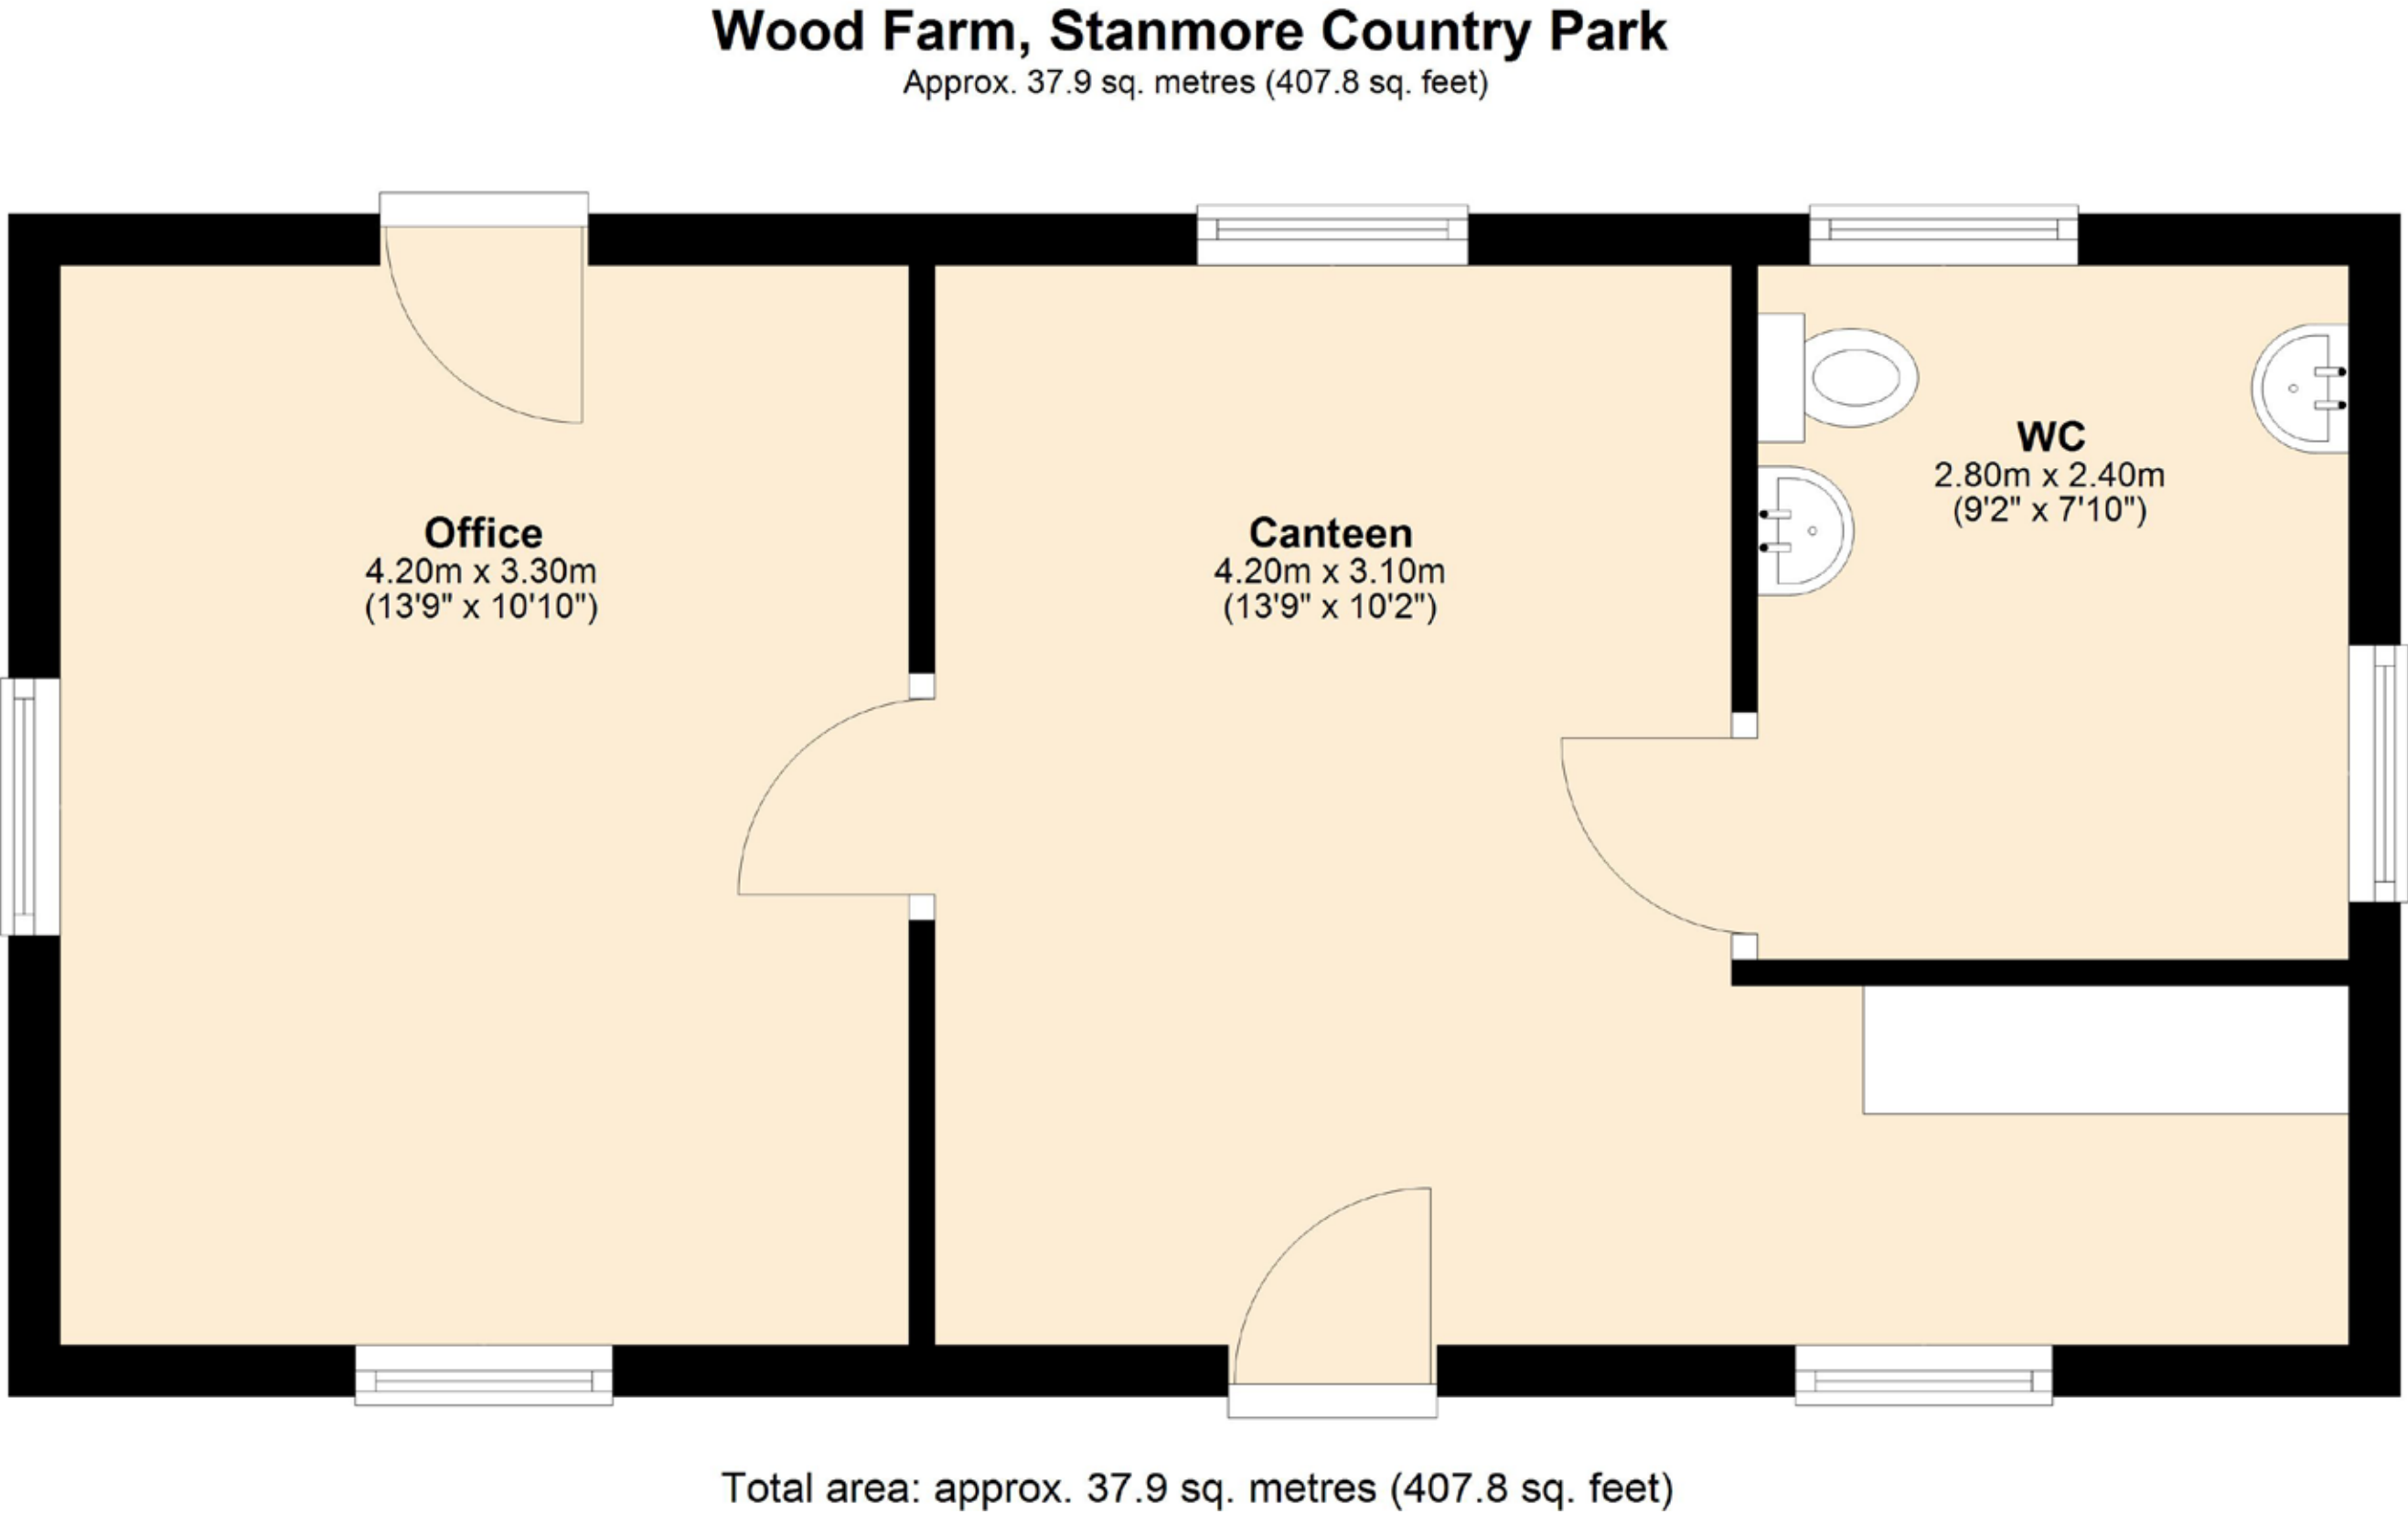 Wood Farm, Stanmore Country Park
Approx. 37.9 sq. metres (407.8 sq. feet)
Office
4.20m x 3.30m
(13'9" x 10'10")
Canteen
4.20m x 3.10m
(13'9" x 10'2")
WC
2.80m x 2.40m
(9'2" x 7'10")
Total area: approx. 37.9 sq. metres (407.8 sq. feet)